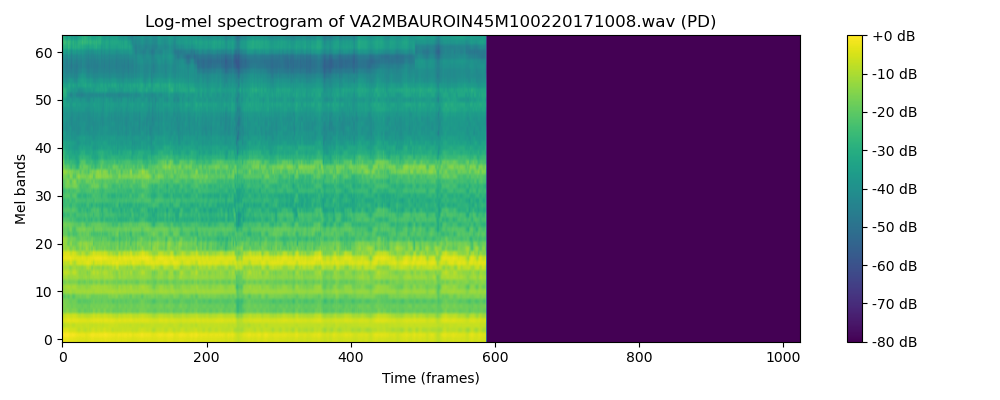 Log-mel spectrogram of VA2MBAUROIN45M100220171008.wav (PD)
Mel bands
60
50
40
30
20
10
0
0
200
400
600
800
1000
Time (frames)
+0 dB
-10 dB
-20 dB
-30 dB
-40 dB
-50 dB
-60 dB
-70 dB
-80 dB